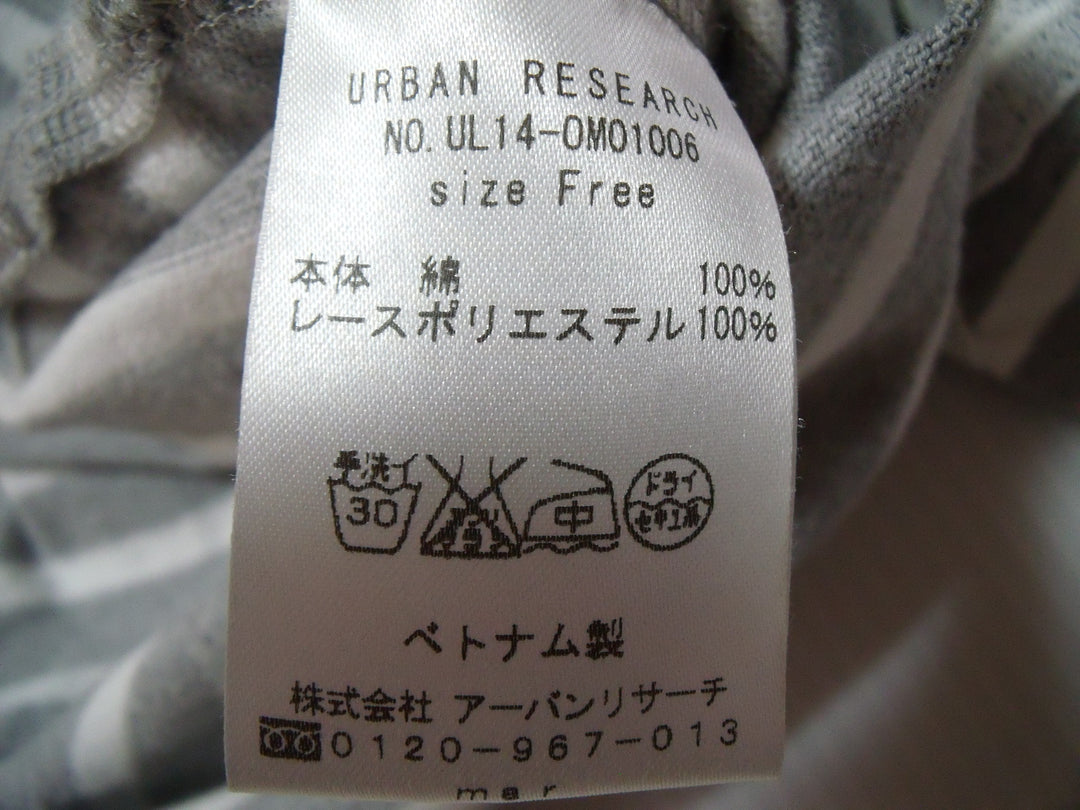 URBAN RESEARCH
NO. UL14-OM01006
size Free
本体 綿 100%
レースポリエステル100%
手洗イ 30 中 ドライ
ベトナム製
株式会社 アーバンリサーチ
0120-967-013